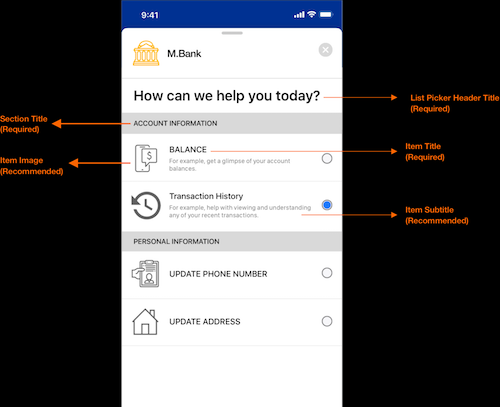 9:41
M.Bank
How can we help you today?
List Picker Header Title
(Required)
Section Title
(Required)
ACCOUNT INFORMATION
BALANCE
For example, get a glimpse of your account
balances.
Item Title
(Required)
Item Image
(Recommended)
Transaction History
For example, help with viewing and understanding
any of your recent transactions.
Item Subtitle
(Recommended)
PERSONAL INFORMATION
UPDATE PHONE NUMBER
UPDATE ADDRESS